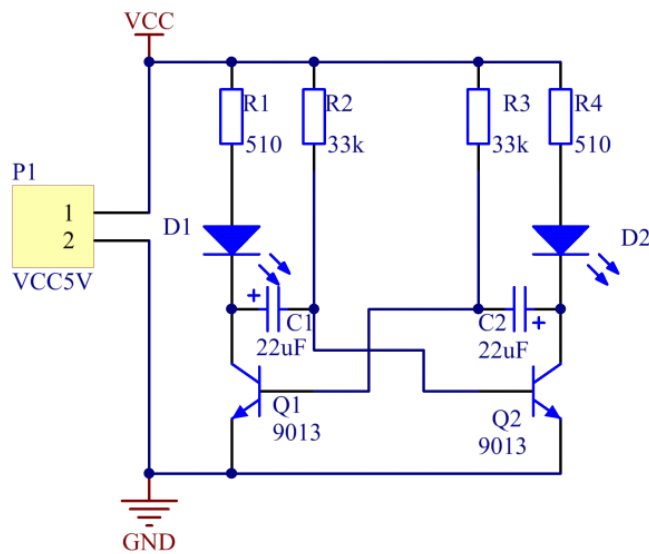 VCC
R1
510
R2
33k
R3
33k
R4
510
P1
1
2
VCC5V
D1
D2
+
C1
22uF
C2
+
22uF
Q1
9013
Q2
9013
GND